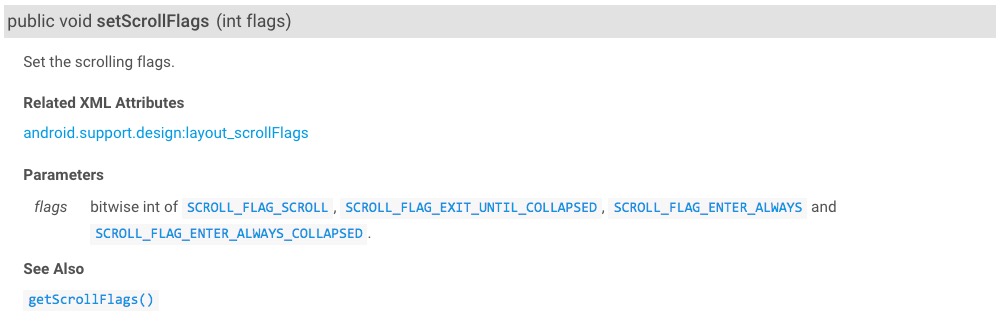 public void setScrollFlags (int flags)
Set the scrolling flags.
Related XML Attributes
android.support.design:layout_scrollFlags
Parameters
flags bitwise int of SCROLL_FLAG_SCROLL , SCROLL_FLAG_EXIT_UNTIL_COLLAPSED , SCROLL_FLAG_ENTER_ALWAYS and
SCROLL_FLAG_ENTER_ALWAYS_COLLAPSED .
See Also
getScrollFlags()